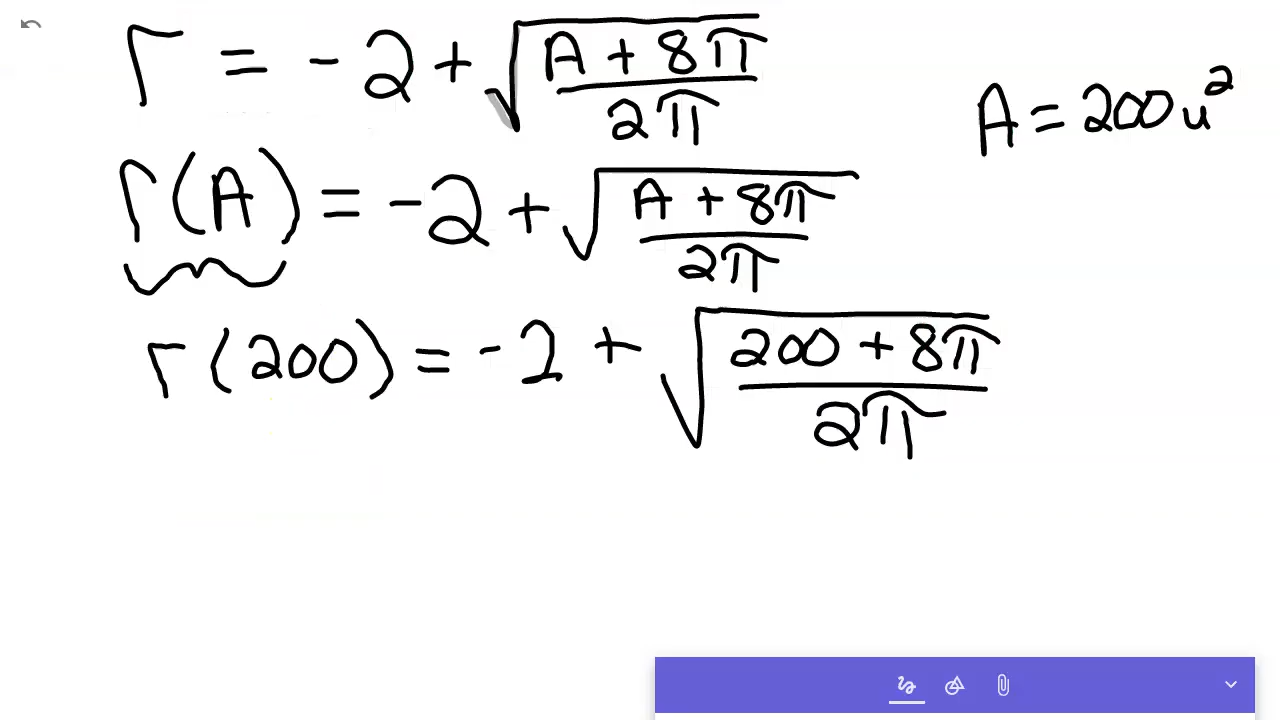 r = -2 + √((A + 8π)/(2π))
A = 200u²
r(A) = -2 + √((A + 8π)/(2π))
r(200) = -2 + √((200 + 8π)/(2π))